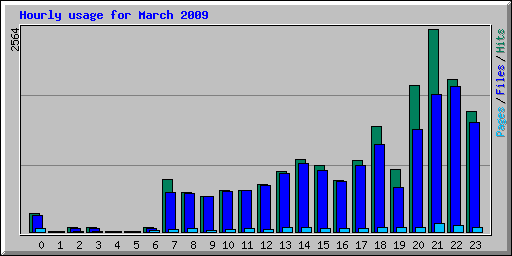 Hourly usage for March 2009
2564
Pages/Files/Hits
0 1 2 3 4 5 6 7 8 9 10 11 12 13 14 15 16 17 18 19 20 21 22 23